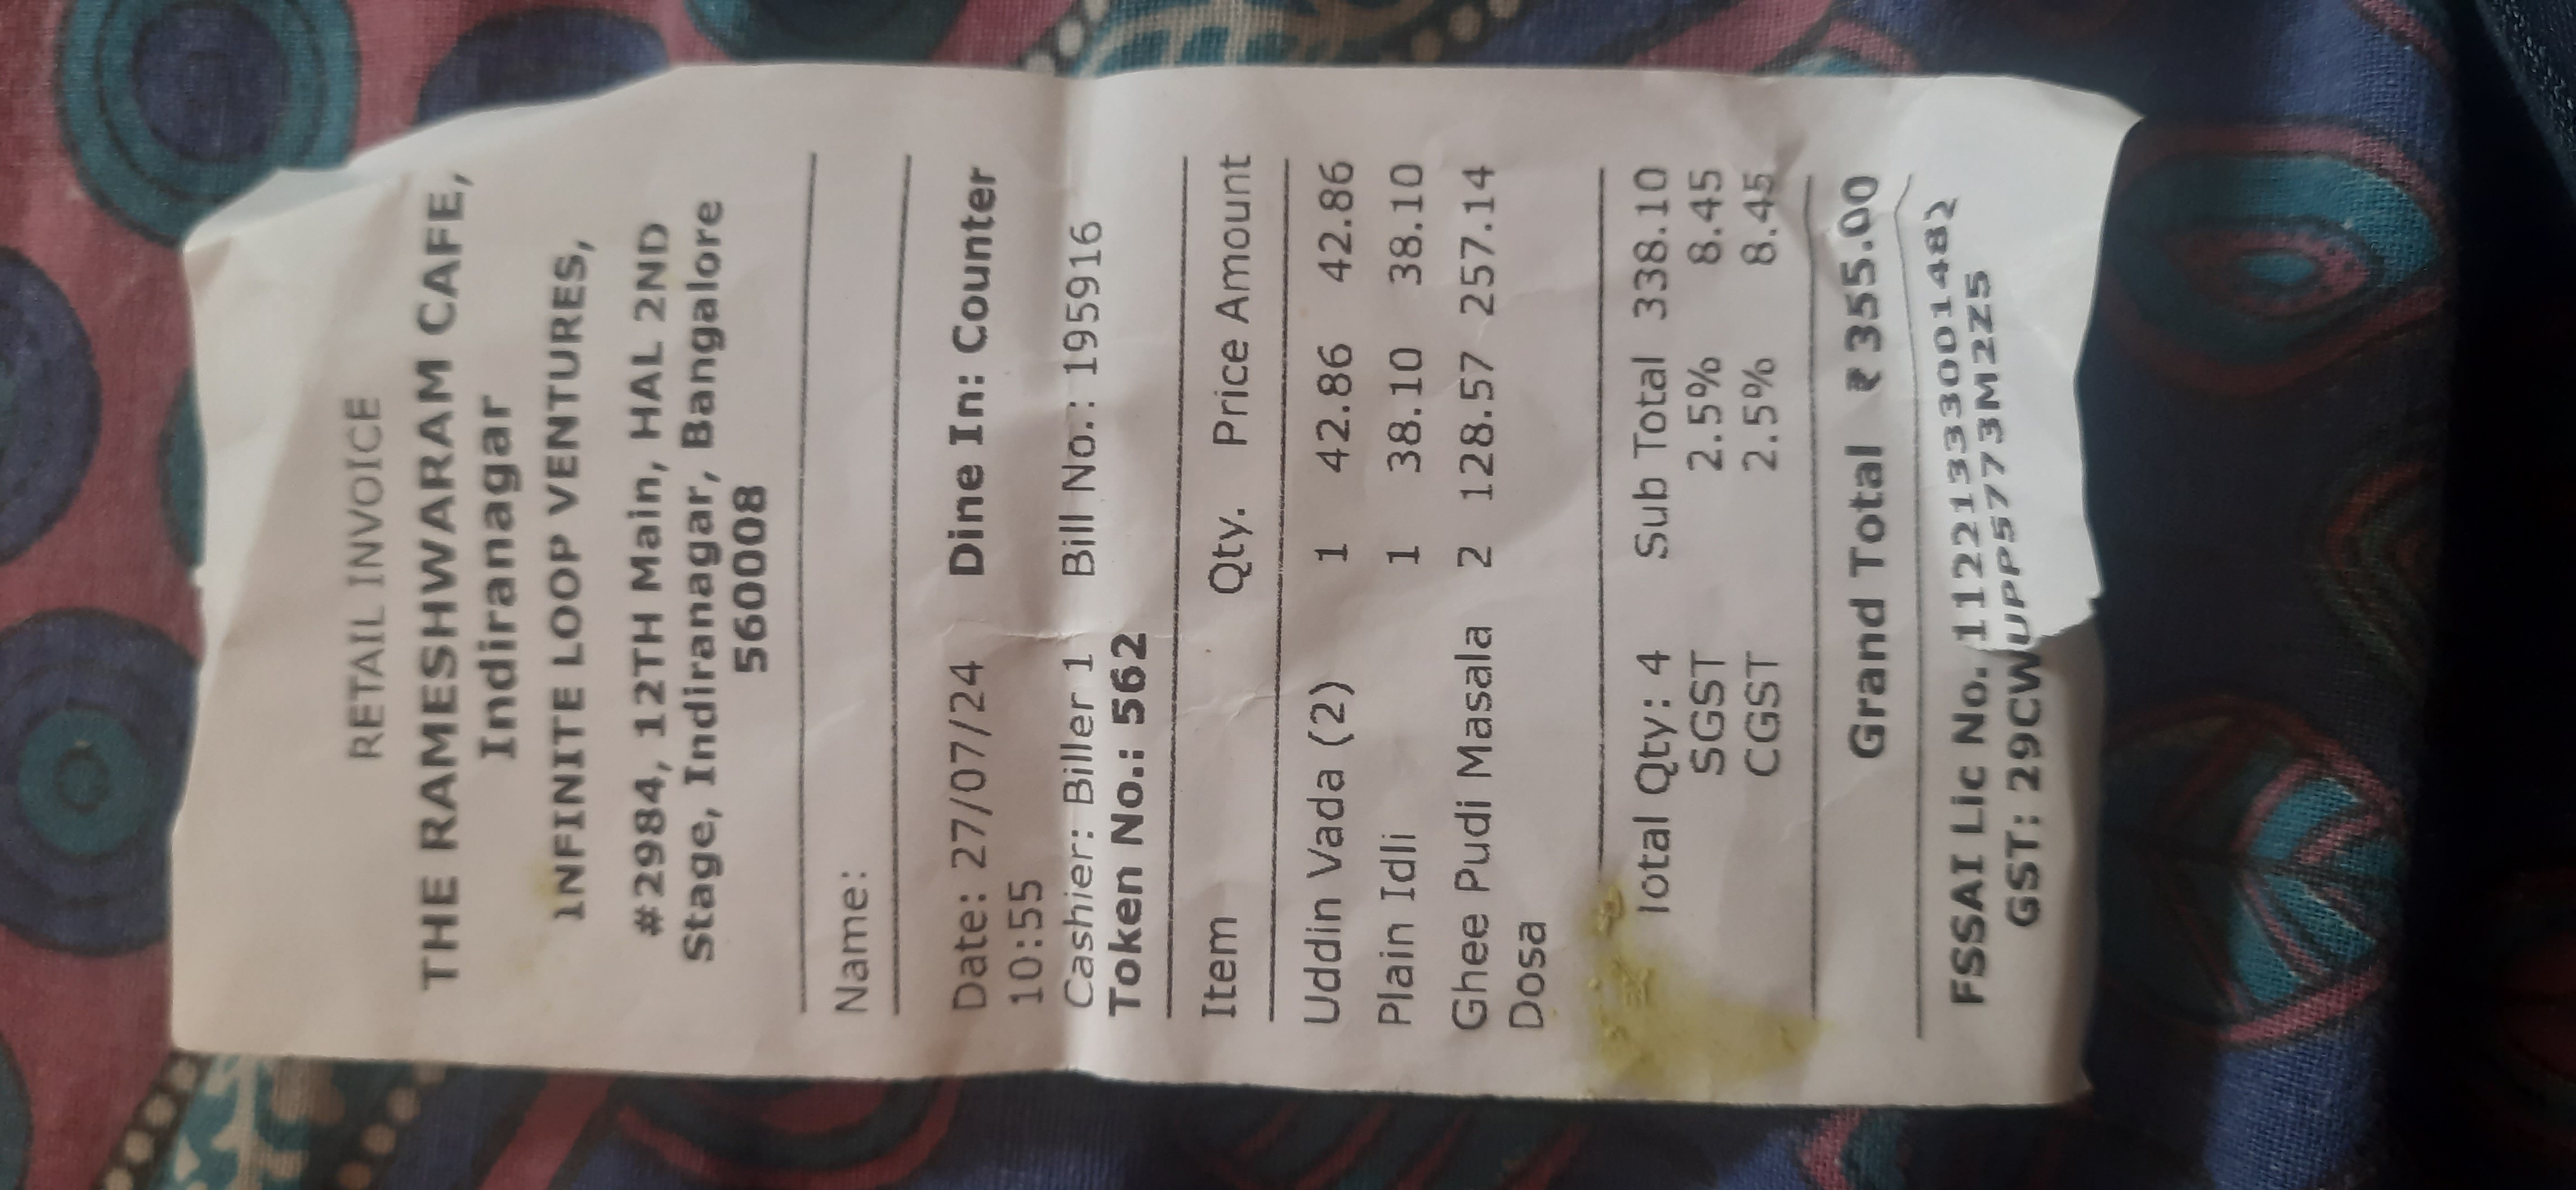 RETAIL INVOICE
THE RAMESHWARAM CAFE,
Indiranagar
INFINITE LOOP VENTURES,
#2984, 12TH Main, HAL 2ND
Stage, Indiranagar, Bangalore
560008
Name:
Date: 27/07/24 Dine In: Counter
10:55
Cashier: Biller 1 Bill No.: 195916
Token No.: 562
Item Qty. Price Amount
Uddin Vada (2) 1 42.86 42.86
Plain Idli 1 38.10 38.10
Ghee Pudi Masala 2 128.57 257.14
Dosa
Total Qty: 4 Sub Total 338.10
SGST 2.5% 8.45
CGST 2.5% 8.45
Grand Total ₹ 355.00
FSSAI Lic No. 11221333001482
GST: 29CWUPP5773M2Z5